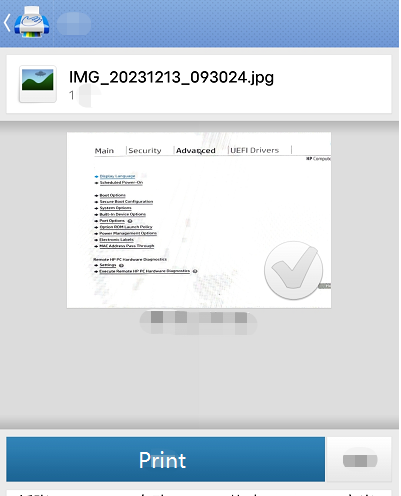 IMG_20231213_093024.jpg
1
Main Security Advanced UEFI Drivers
HP Compute
Display Language
Scheduled Power-On
Boot Options
Secure Boot Configuration
System Options
Built-In Device Options
Port Options
Option ROM Launch Policy
Power Management Options
Electronic Labels
MAC Address Pass Through
Remote HP PC Hardware Diagnostics
Settings
Execute Remote HP PC Hardware Diagnostics
Print